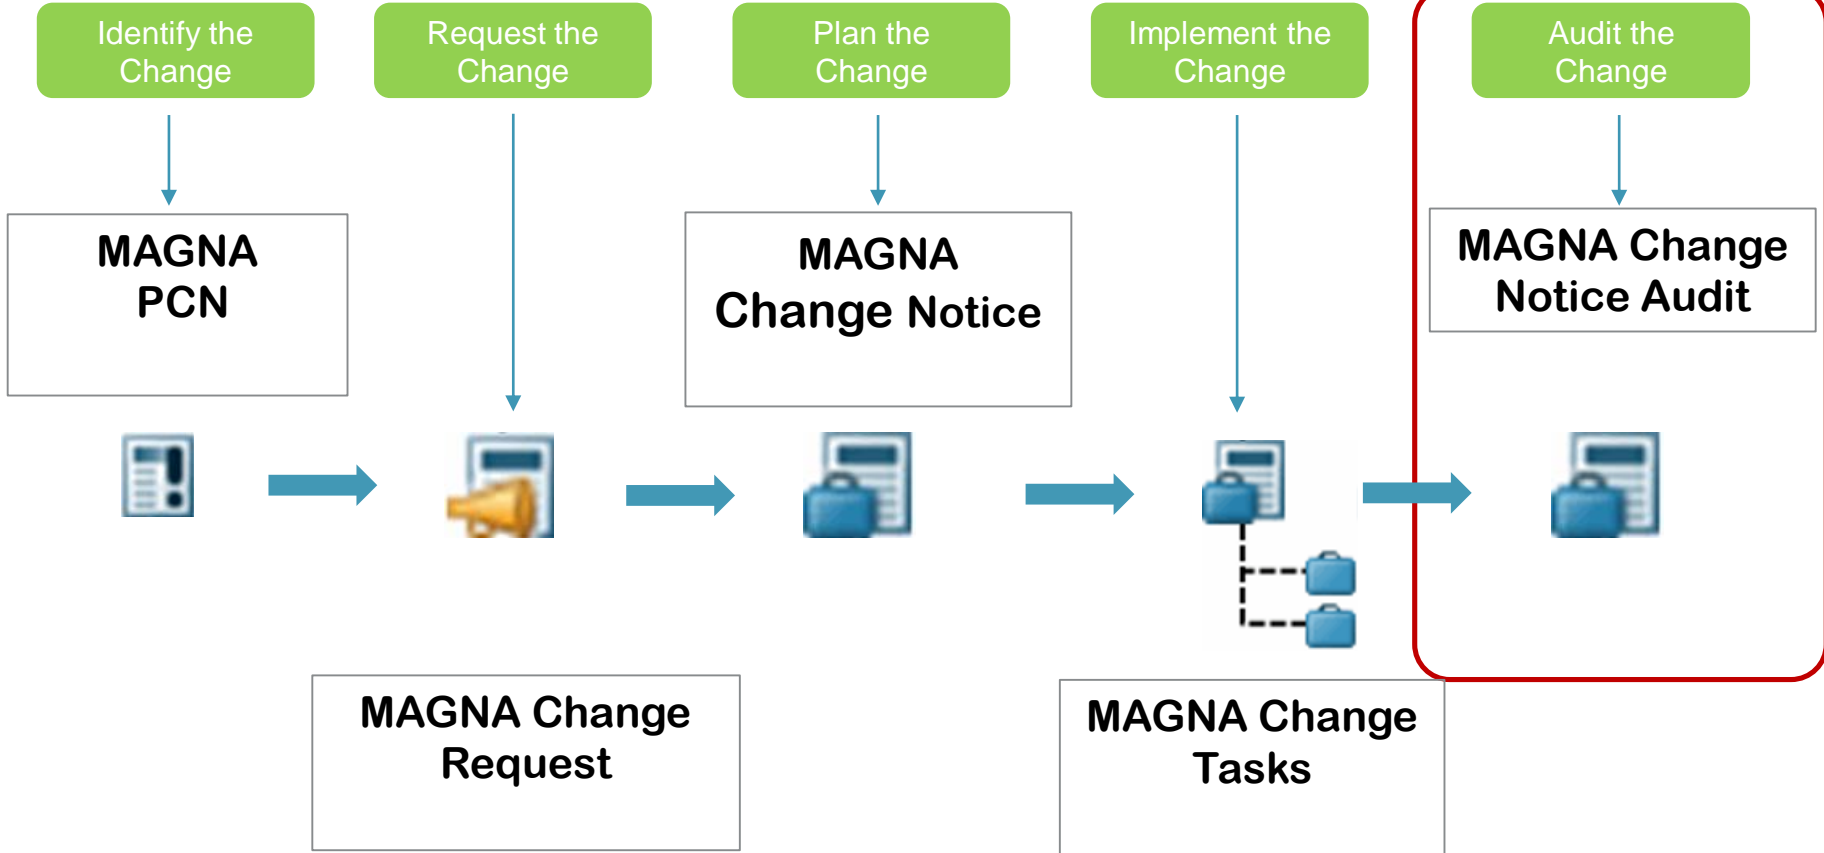 Identify the
Change
Request the
Change
Plan the
Change
Implement the
Change
Audit the
Change
MAGNA
PCN
MAGNA
Change Notice
MAGNA Change
Notice Audit
MAGNA Change
Request
MAGNA Change
Tasks